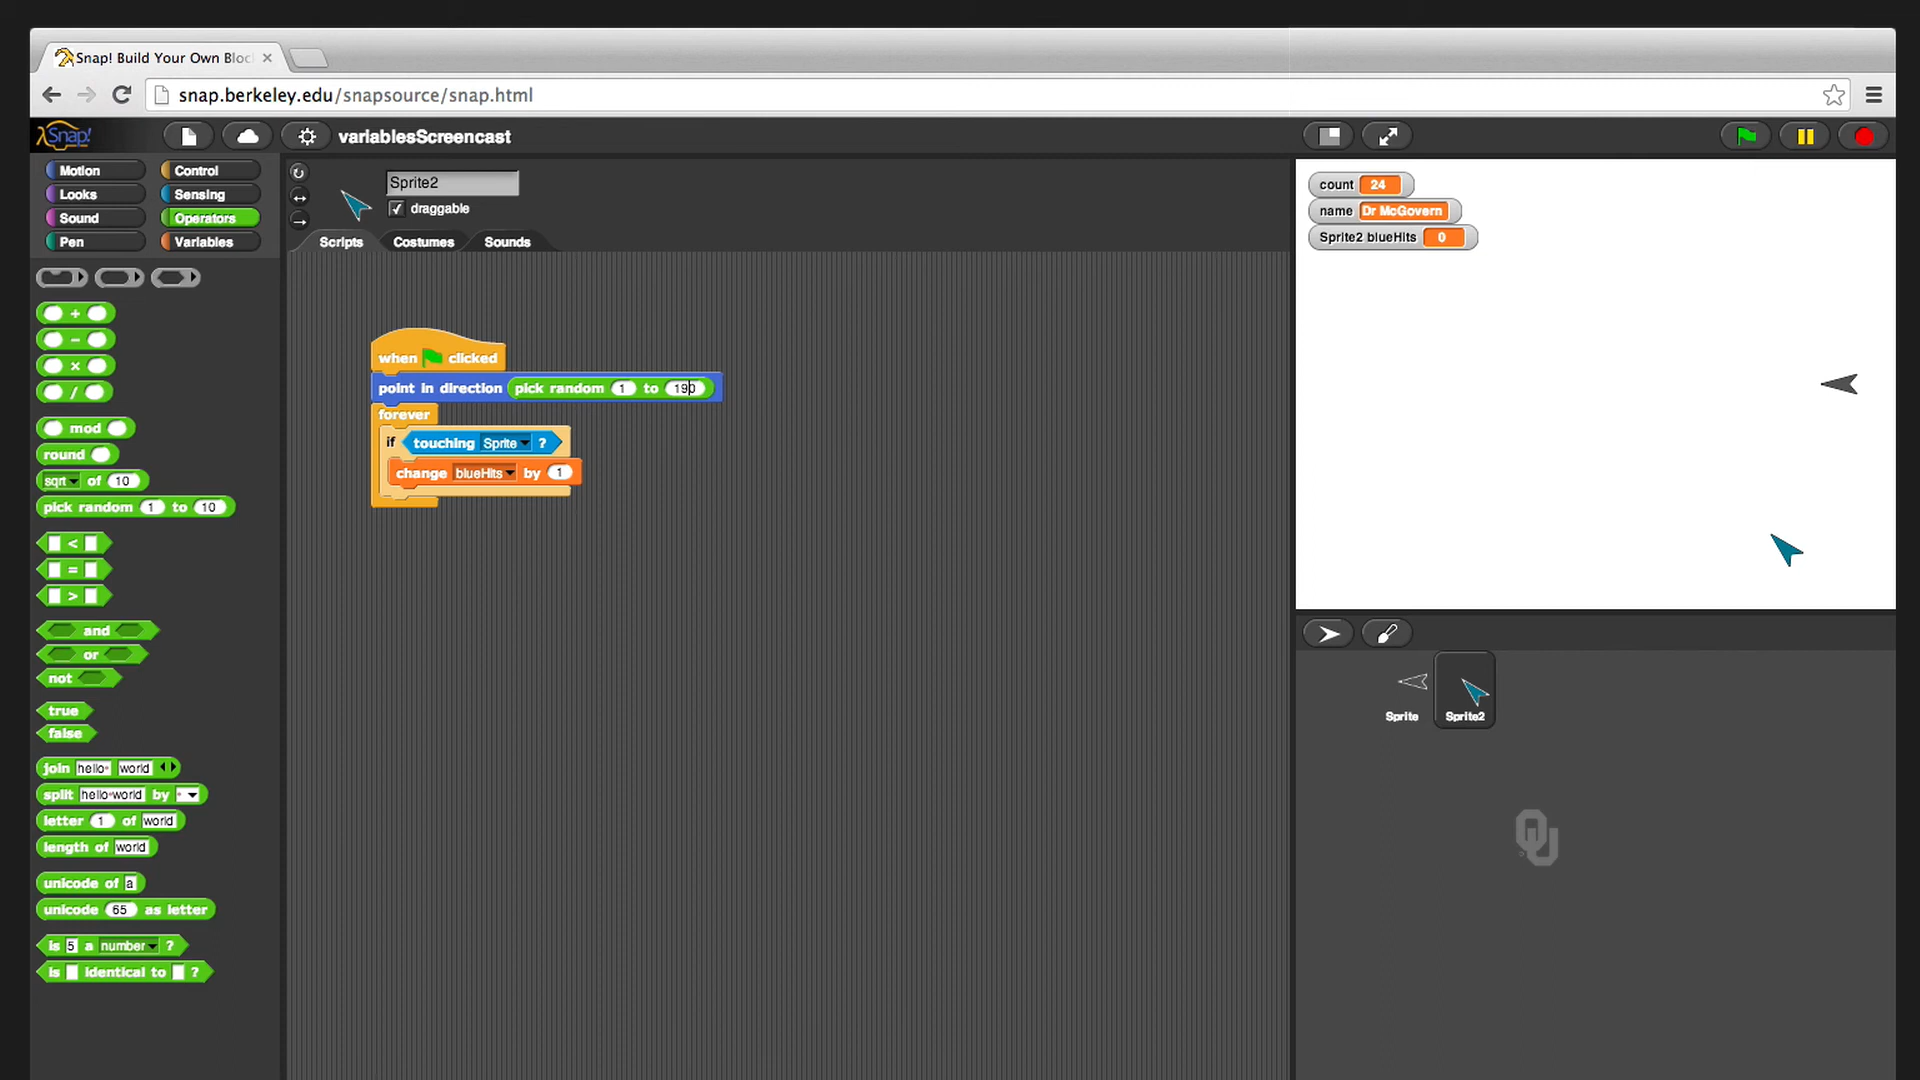 Snap! Build Your Own Bloc
snap.berkeley.edu/snapsource/snap.html
λSnap!
variablesScreencast
Motion
Control
Looks
Sensing
Sound
Operators
Pen
Variables
Sprite2
draggable
Scripts
Costumes
Sounds
+
−
×
/
mod
round
sqrt of 10
pick random 1 to 10
<
=
>
and
or
not
true
false
join hello world
split hello world by
letter 1 of world
length of world
unicode of a
unicode 65 as letter
is 5 a number ?
is identical to ?
when clicked
point in direction pick random 1 to 190
forever
if touching Sprite ?
change blueHits by 1
count 24
name Dr McGovern
Sprite2 blueHits 0
Sprite
Sprite2
OU